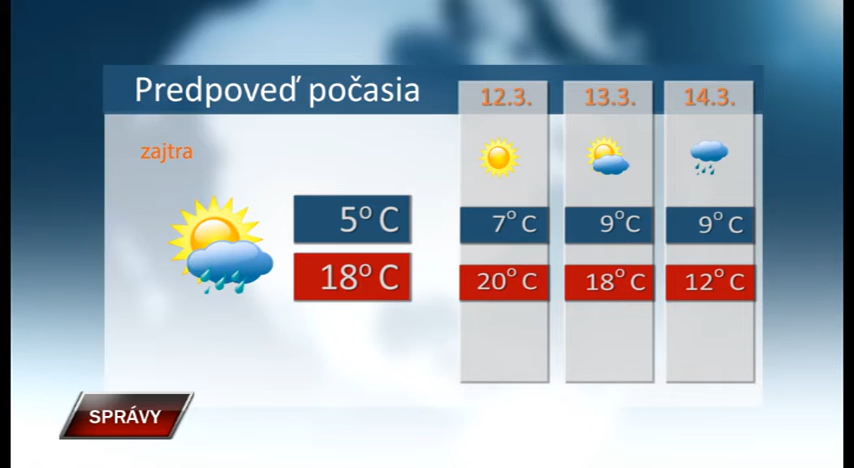 Predpoveď počasia
zajtra
5° C
18° C
12.3.
7° C
20° C
13.3.
9°C
18° C
14.3.
9° C
12° C
SPRÁVY